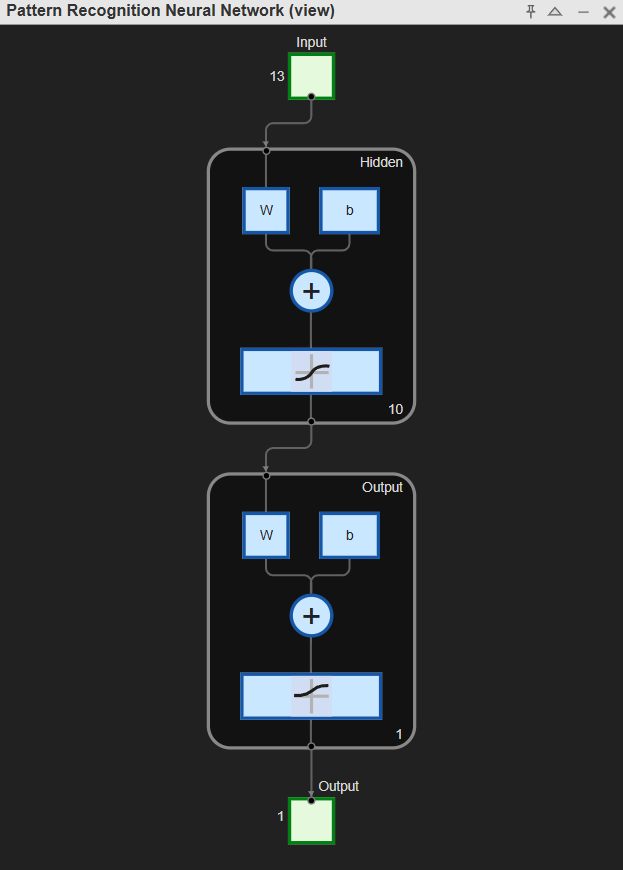 Pattern Recognition Neural Network (view)
Input
13
Hidden
W
b
+
10
Output
W
b
+
1
Output
1